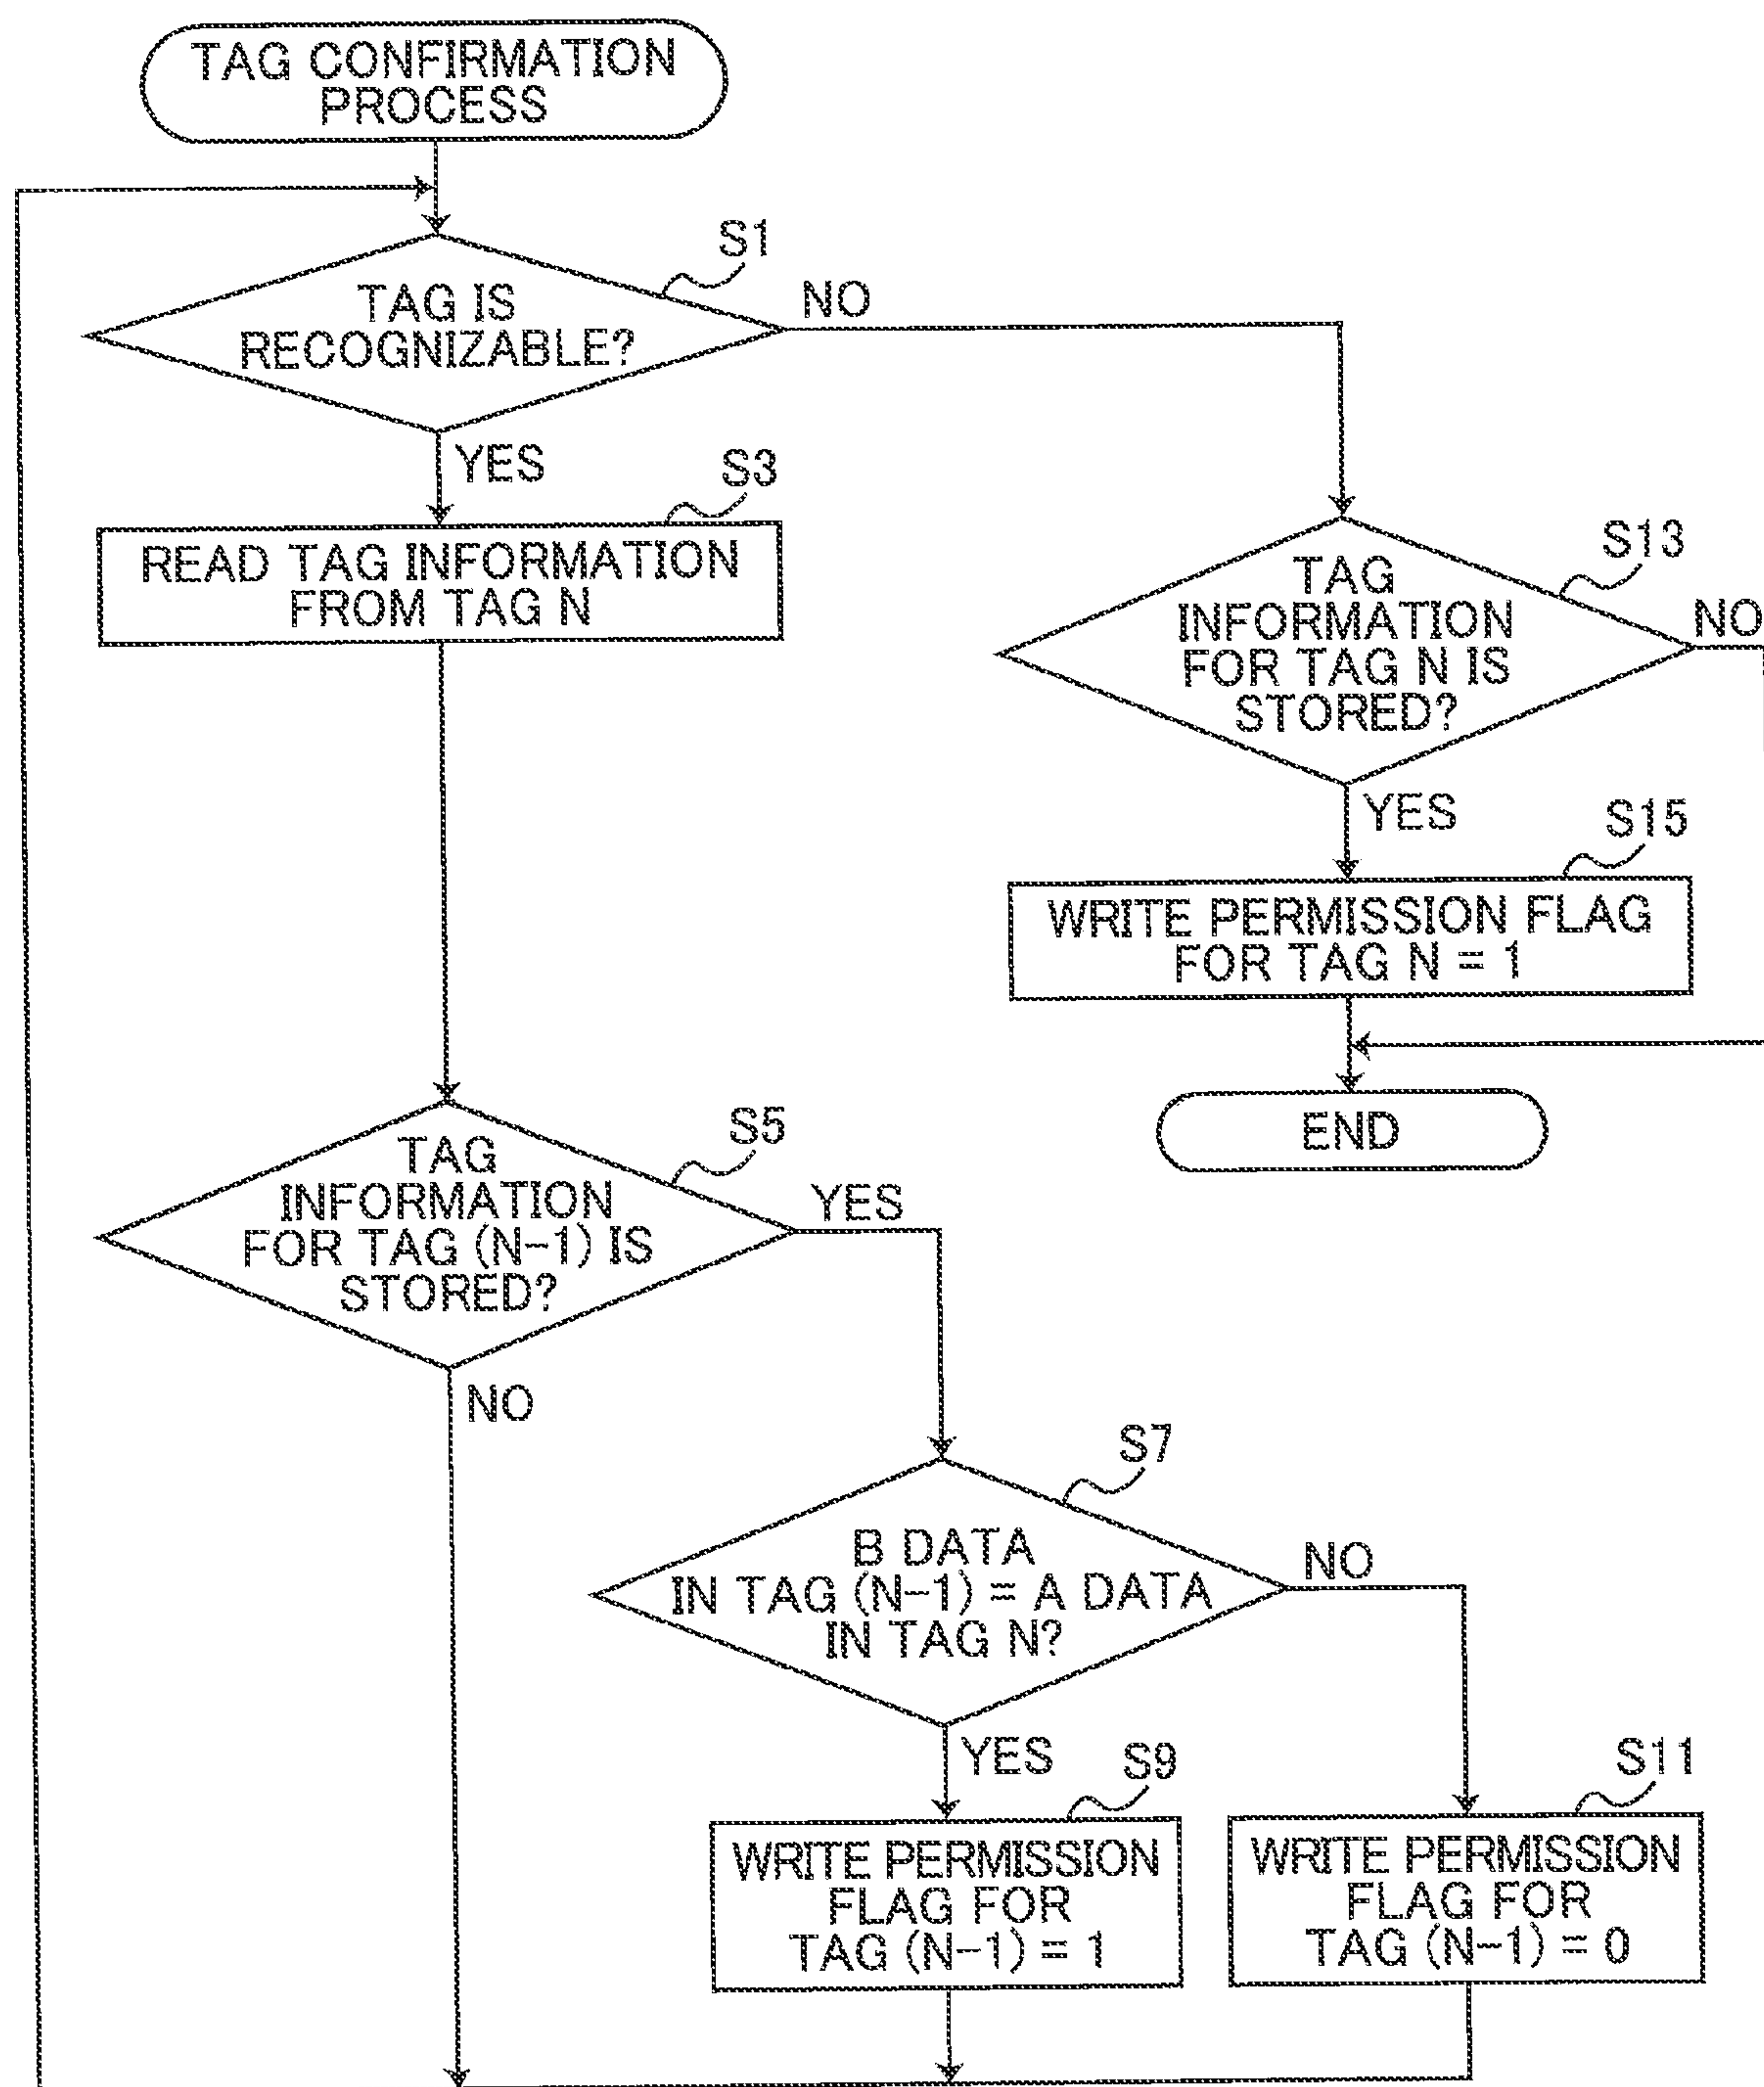 TAG CONFIRMATION
PROCESS
S1
TAG IS
RECOGNIZABLE?
NO
YES
S3
READ TAG INFORMATION
FROM TAG N
S13
TAG
INFORMATION
FOR TAG N IS
STORED?
NO
YES
S15
WRITE PERMISSION FLAG
FOR TAG N = 1
END
S5
TAG
INFORMATION
FOR TAG (N-1) IS
STORED?
YES
NO
S7
B DATA
IN TAG (N-1) = A DATA
IN TAG N?
NO
YES
S9
WRITE PERMISSION
FLAG FOR
TAG (N-1) = 1
S11
WRITE PERMISSION
FLAG FOR
TAG (N-1) = 0